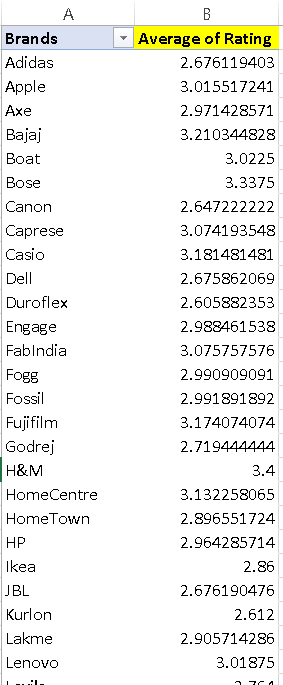 A B
Brands Average of Rating
Adidas 2.676119403
Apple 3.015517241
Axe 2.971428571
Bajaj 3.210344828
Boat 3.0225
Bose 3.3375
Canon 2.647222222
Caprese 3.074193548
Casio 3.181481481
Dell 2.675862069
Duroflex 2.605882353
Engage 2.988461538
FabIndia 3.075757576
Fogg 2.990909091
Fossil 2.991891892
Fujifilm 3.174074074
Godrej 2.719444444
H&M 3.4
HomeCentre 3.132258065
HomeTown 2.896551724
HP 2.964285714
Ikea 2.86
JBL 2.676190476
Kurlon 2.612
Lakme 2.905714286
Lenovo 3.01875